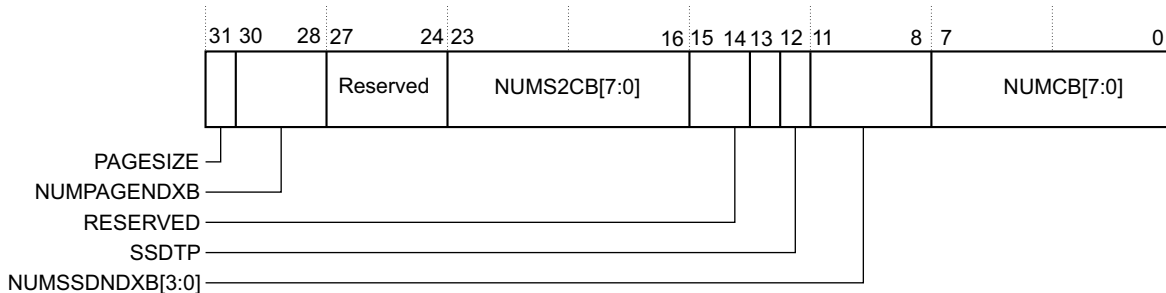 31 30 28 27 24 23 16 15 14 13 12 11 8 7 0
Reserved NUMS2CB[7:0] NUMCB[7:0]
PAGESIZE
NUMPAGENDXB
RESERVED
SSDTP
NUMSSDNDXB[3:0]